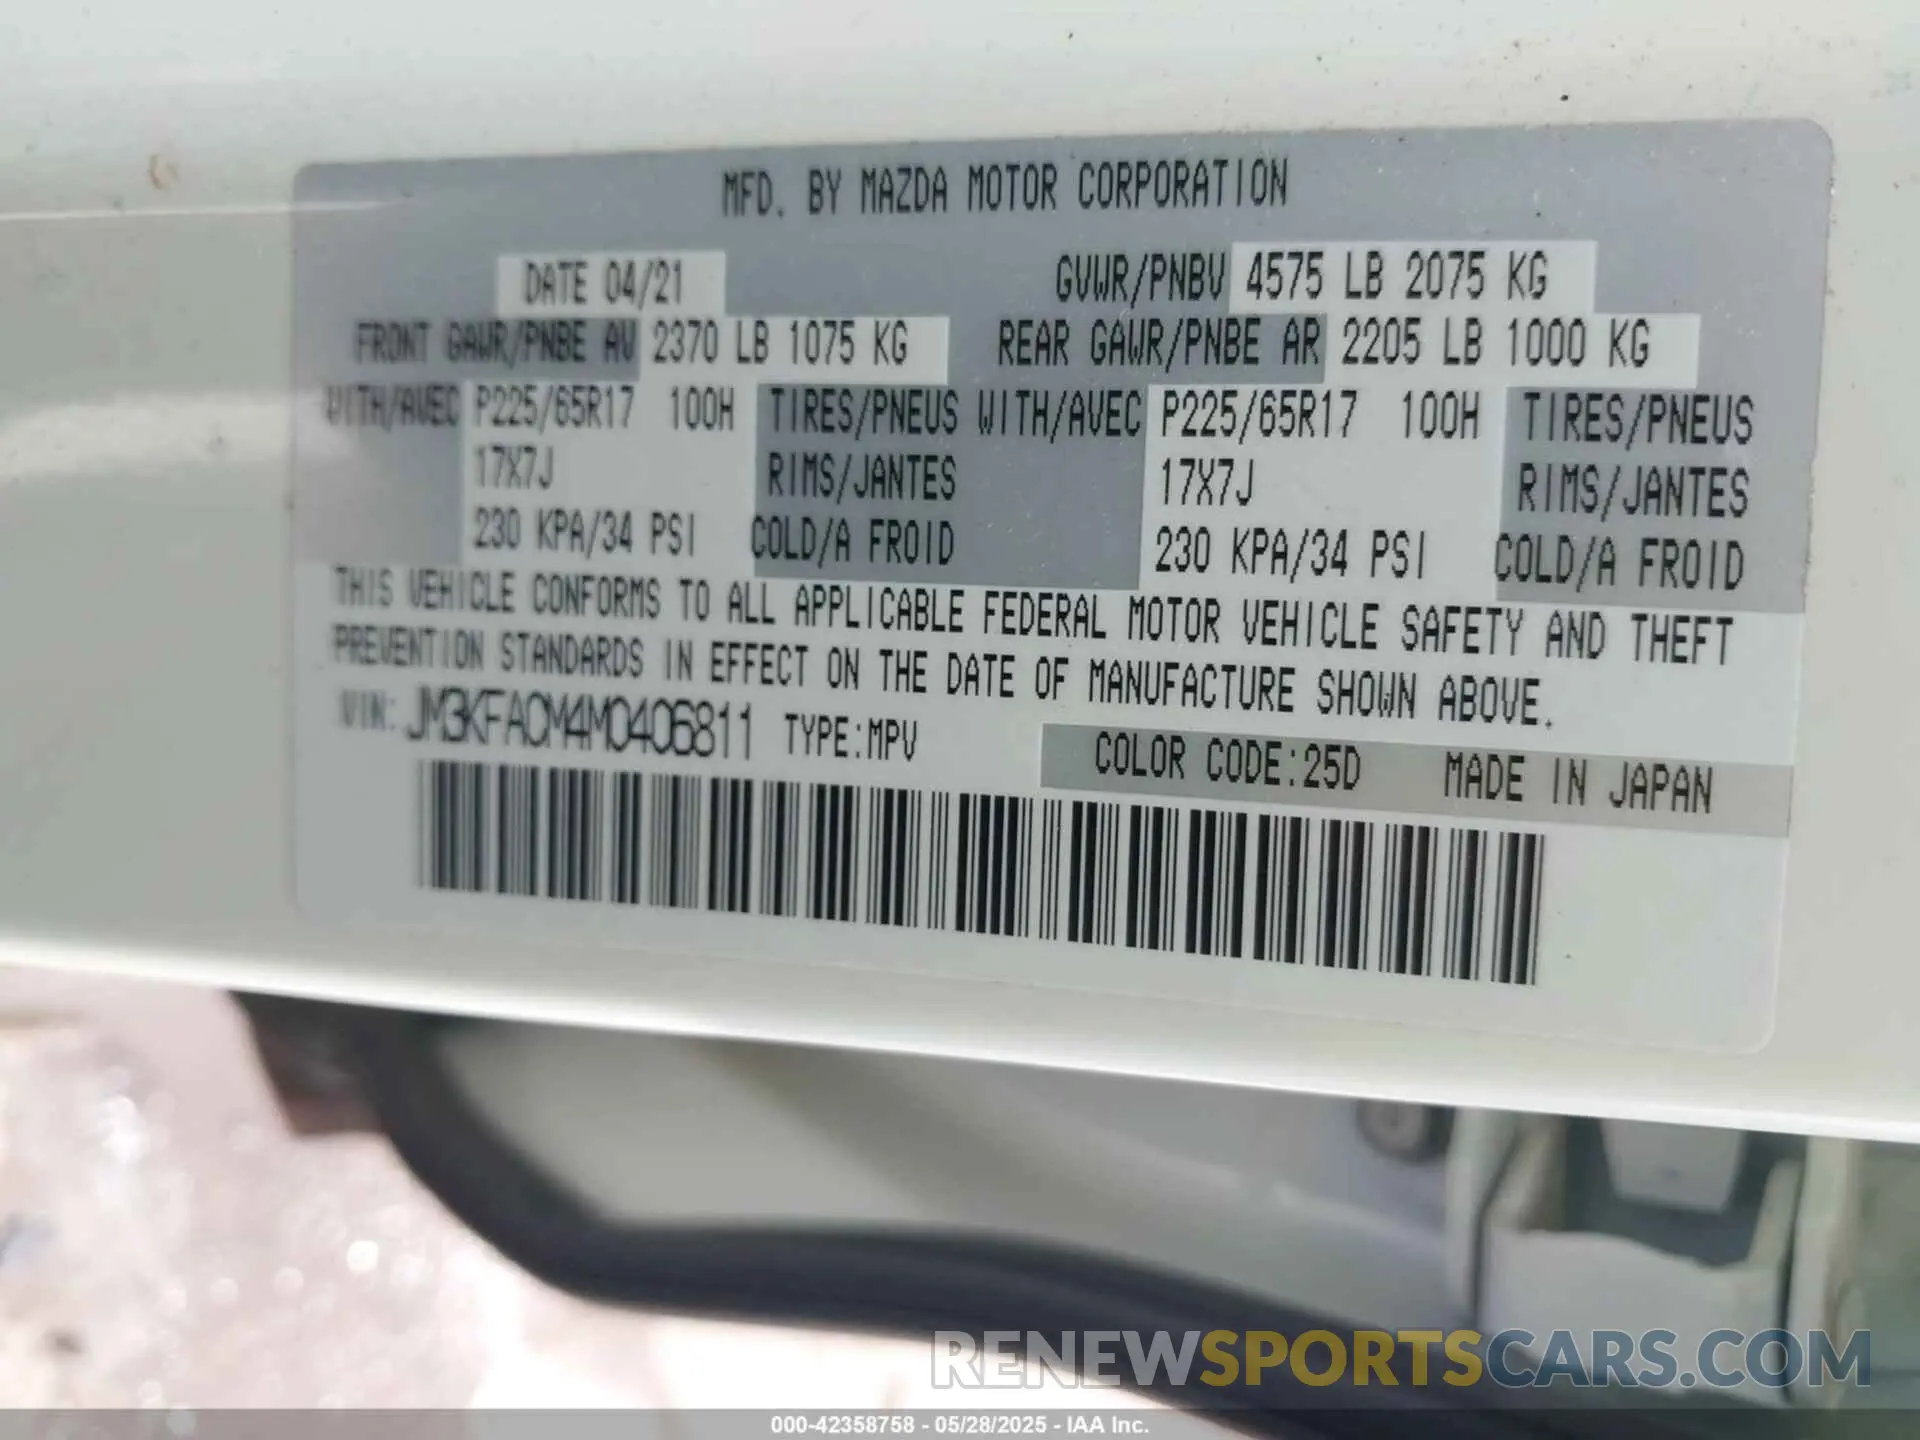 MFD. BY MAZDA MOTOR CORPORATION
DATE 04/21 GVWR/PNBV 4575 LB 2075 KG
FRONT GAWR/PNBE AV 2370 LB 1075 KG REAR GAWR/PNBE AR 2205 LB 1000 KG
WITH/AVEC P225/65R17 100H TIRES/PNEUS WITH/AVEC P225/65R17 100H TIRES/PNEUS
17X7J RIMS/JANTES 17X7J RIMS/JANTES
230 KPA/34 PSI COLD/A FROID 230 KPA/34 PSI COLD/A FROID
THIS VEHICLE CONFORMS TO ALL APPLICABLE FEDERAL MOTOR VEHICLE SAFETY AND THEFT
PREVENTION STANDARDS IN EFFECT ON THE DATE OF MANUFACTURE SHOWN ABOVE.
VIN: JM3KFACM4M0406811 TYPE:MPV COLOR CODE:25D MADE IN JAPAN
RENEWSPORTSCARS.COM
000-42358758 - 05/28/2025 - IAA Inc.